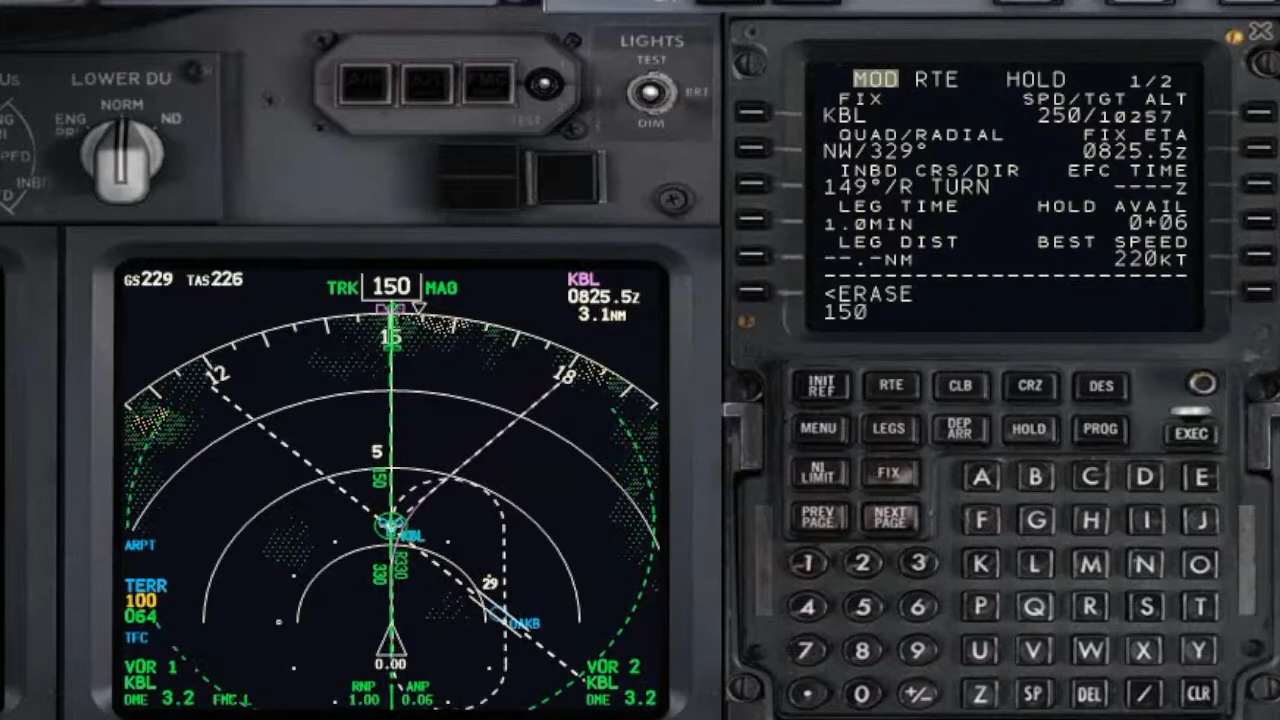 LIGHTS
TEST
BRT
DIM
TEST
LOWER DU
NORM
ENG
PRI
ND
INBD
MOD RTE HOLD 1/2
FIX SPD/TGT ALT
KBL 250/10257
QUAD/RADIAL FIX ETA
NW/329° 0825.5z
INBD CRS/DIR EFC TIME
149°/R TURN ----z
LEG TIME HOLD AVAIL
1.0MIN 0+06
LEG DIST BEST SPEED
--.-NM 220KT
<ERASE
150
GS229 TAS226
TRK 150 MAG
KBL
0825.5z
3.1NM
15
12
18
5
150
KBL
330
R330
29
OAKB
ARPT
TERR
100
064
TFC
0.00
VOR 1
KBL
DME 3.2
FMC L
RNP ANP
1.00 0.06
VOR 2
KBL
DME 3.2
INIT REF
RTE
CLB
CRZ
DES
MENU
LEGS
DEP ARR
HOLD
PROG
EXEC
N1 LIMIT
FIX
PREV PAGE
NEXT PAGE
A B C D E
F G H I J
1 2 3 K L M N O
4 5 6 P Q R S T
7 8 9 U V W X Y
. 0 +/- Z SP DEL / CLR